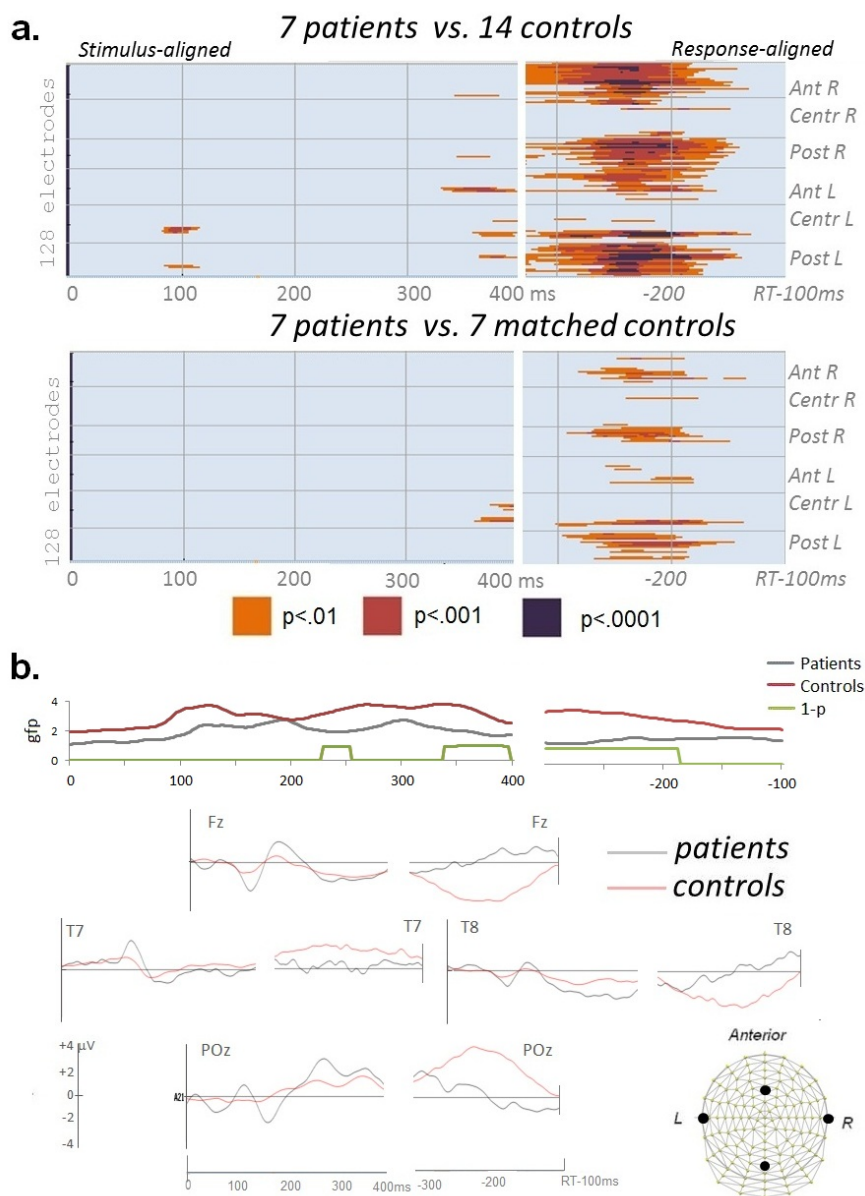 a.
7 patients vs. 14 controls
Stimulus-aligned
Response-aligned
128 electrodes
Ant R
Centr R
Post R
Ant L
Centr L
Post L
0 100 200 300 400 ms -200 RT-100ms
7 patients vs. 7 matched controls
128 electrodes
Ant R
Centr R
Post R
Ant L
Centr L
Post L
0 100 200 300 400 ms -200 RT-100ms
p<.01 p<.001 p<.0001
b.
Patients
Controls
1-p
gfp
4
2
0
0 100 200 300 400 -200 -100
Fz Fz
patients
controls
T7 T7 T8 T8
Anterior
+4 µV
+2
0
-2
-4
POz POz
A21
L R
0 100 200 300 400ms -300 -200 RT-100ms